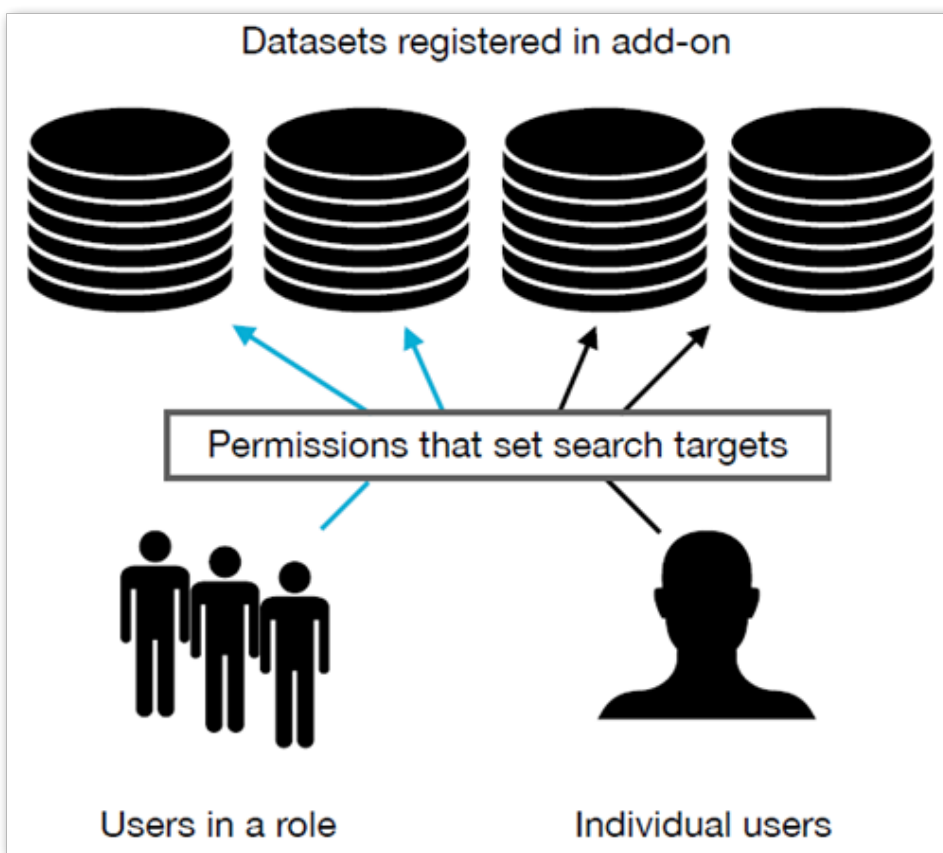 Datasets registered in add-on
Permissions that set search targets
Users in a role
Individual users